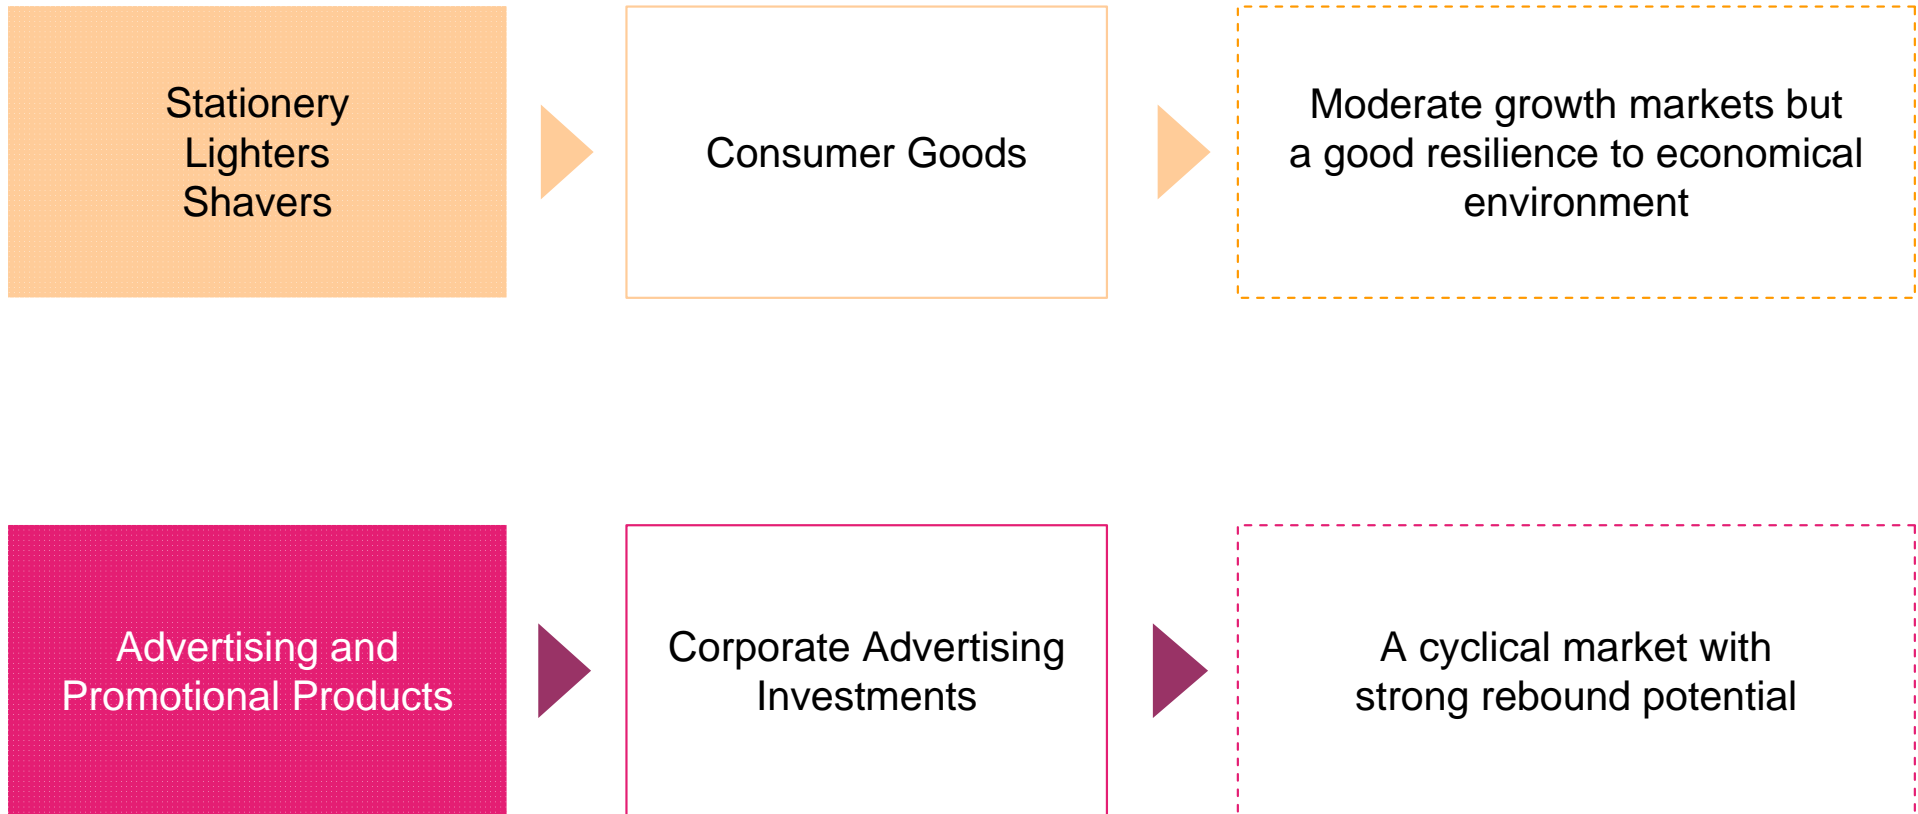 Stationery
Lighters
Shavers
Consumer Goods
Moderate growth markets but
a good resilience to economical
environment
Advertising and
Promotional Products
Corporate Advertising
Investments
A cyclical market with
strong rebound potential